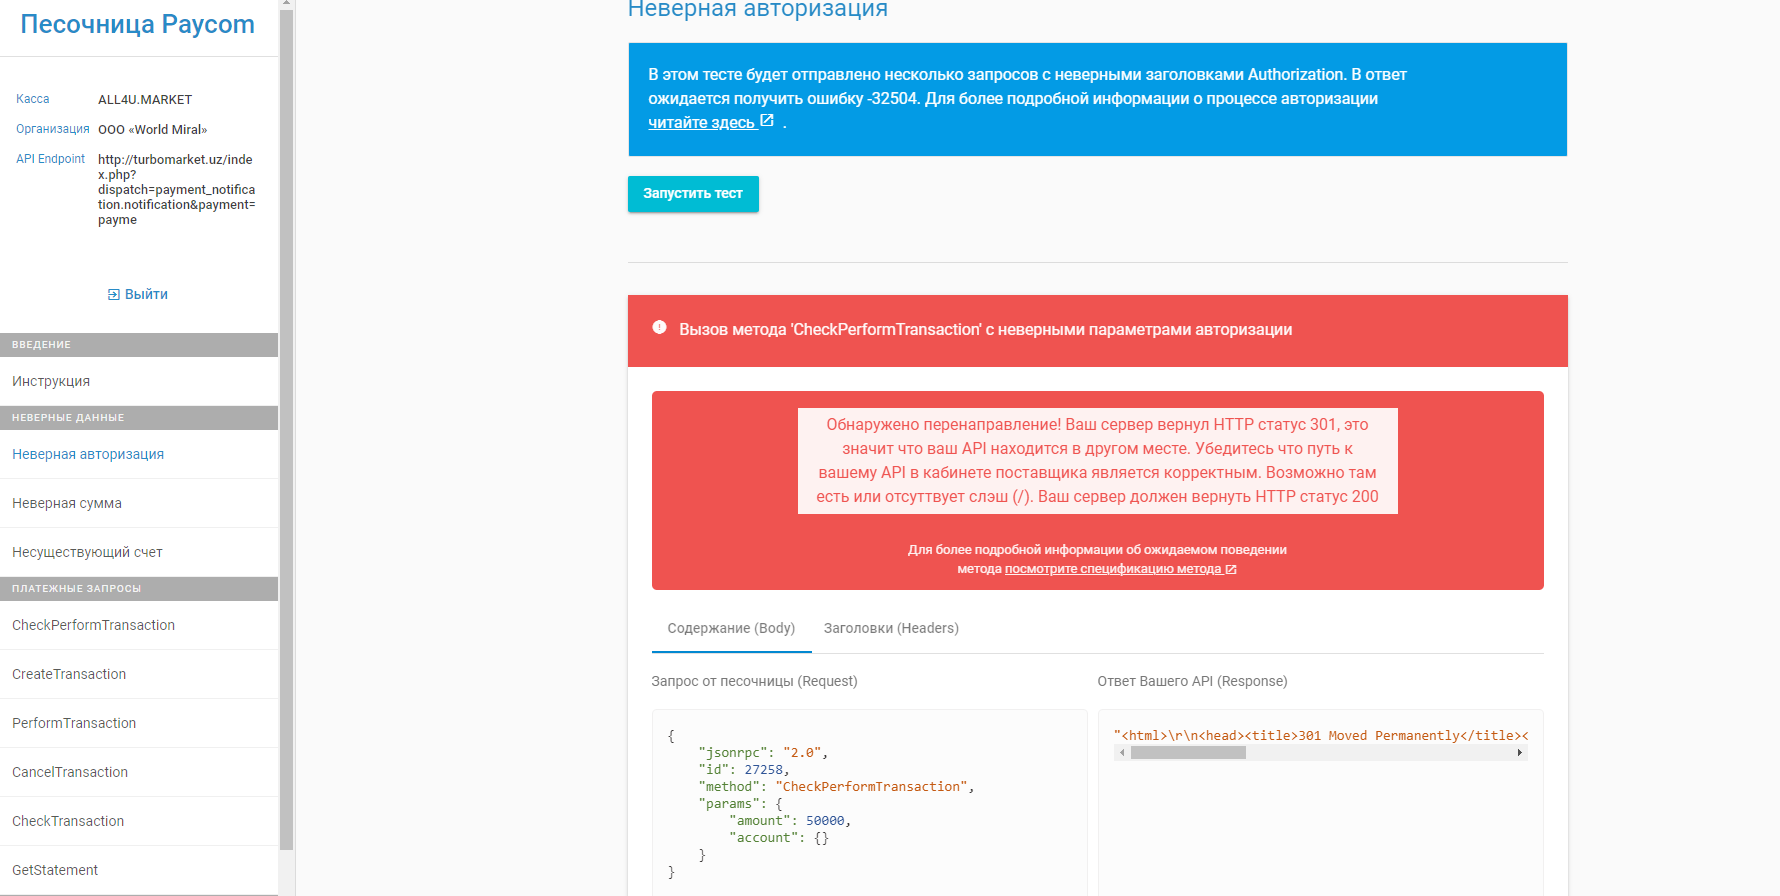 Песочница Paycom
Касса ALL4U.MARKET
Организация ООО «World Miral»
API Endpoint http://turbomarket.uz/inde
x.php?
dispatch=payment_notifica
tion.notification&payment=
payme
Выйти
ВВЕДЕНИЕ
Инструкция
НЕВЕРНЫЕ ДАННЫЕ
Неверная авторизация
Неверная сумма
Несуществующий счет
ПЛАТЕЖНЫЕ ЗАПРОСЫ
CheckPerformTransaction
CreateTransaction
PerformTransaction
CancelTransaction
CheckTransaction
GetStatement
Неверная авторизация
В этом тесте будет отправлено несколько запросов с неверными заголовками Authorization. В ответ
ожидается получить ошибку -32504. Для более подробной информации о процессе авторизации
читайте здесь .
Запустить тест
Вызов метода 'CheckPerformTransaction' с неверными параметрами авторизации
Обнаружено перенаправление! Ваш сервер вернул HTTP статус 301, это
значит что ваш API находится в другом месте. Убедитесь что путь к
вашему API в кабинете поставщика является корректным. Возможно там
есть или отсуттвует слэш (/). Ваш сервер должен вернуть HTTP статус 200
Для более подробной информации об ожидаемом поведении
метода посмотрите спецификацию метода
Содержание (Body) Заголовки (Headers)
Запрос от песочницы (Request)
{
"jsonrpc": "2.0",
"id": 27258,
"method": "CheckPerformTransaction",
"params": {
"amount": 50000,
"account": {}
}
}
Ответ Вашего API (Response)
"<html>\r\n<head><title>301 Moved Permanently</title><